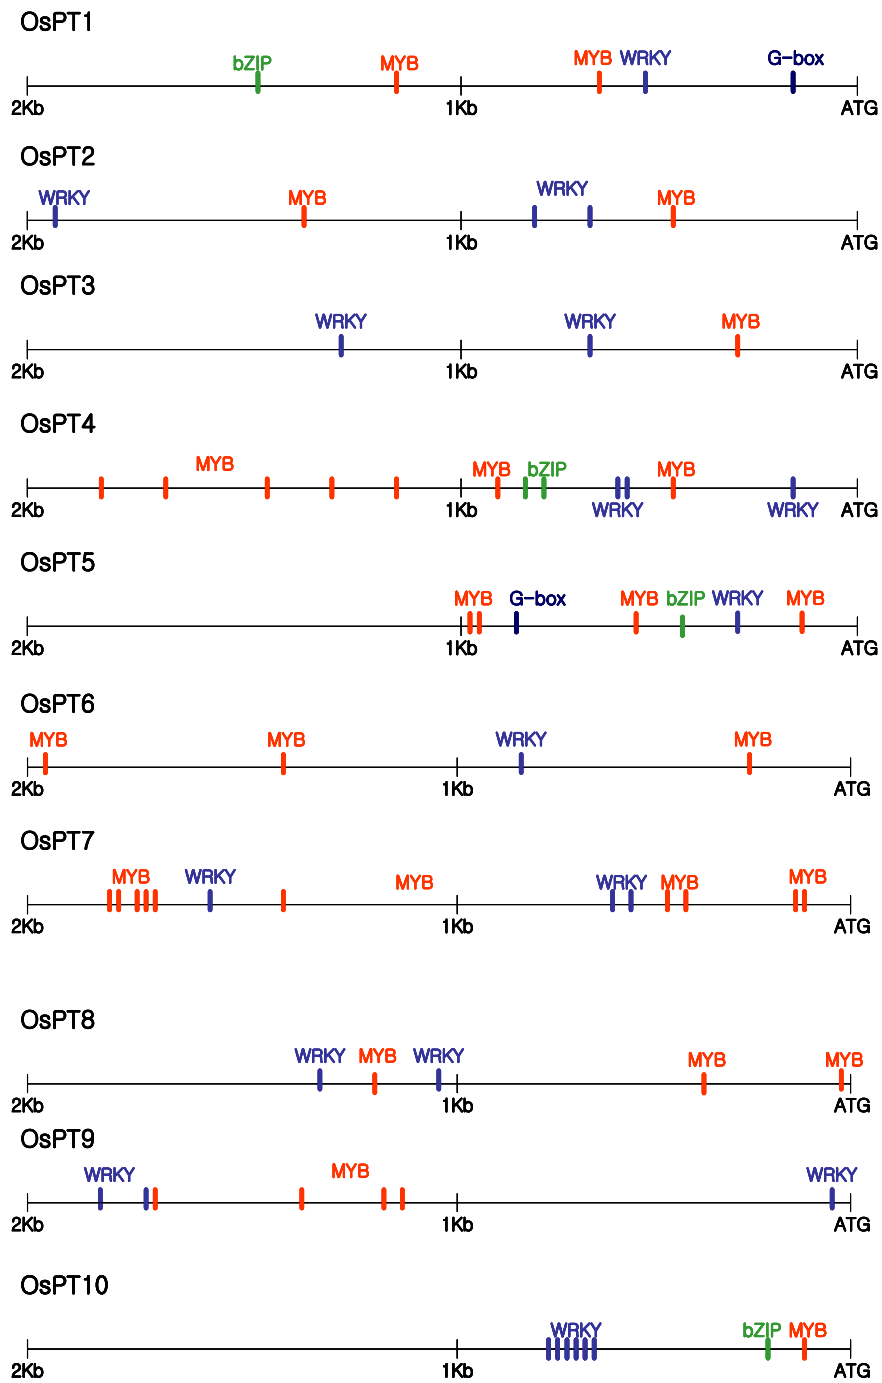 OsPT1
bZIP MYB MYB WRKY G-box
2Kb 1Kb ATG
OsPT2
WRKY MYB WRKY MYB
2Kb 1Kb ATG
OsPT3
WRKY WRKY MYB
2Kb 1Kb ATG
OsPT4
MYB MYB bZIP MYB
2Kb 1Kb WRKY WRKY ATG
OsPT5
MYB G-box MYB bZIP WRKY MYB
2Kb 1Kb ATG
OsPT6
MYB MYB WRKY MYB
2Kb 1Kb ATG
OsPT7
MYB WRKY MYB WRKY MYB MYB
2Kb 1Kb ATG
OsPT8
WRKY MYB WRKY MYB MYB
2Kb 1Kb ATG
OsPT9
WRKY MYB WRKY
2Kb 1Kb ATG
OsPT10
WRKY bZIP MYB
2Kb 1Kb ATG